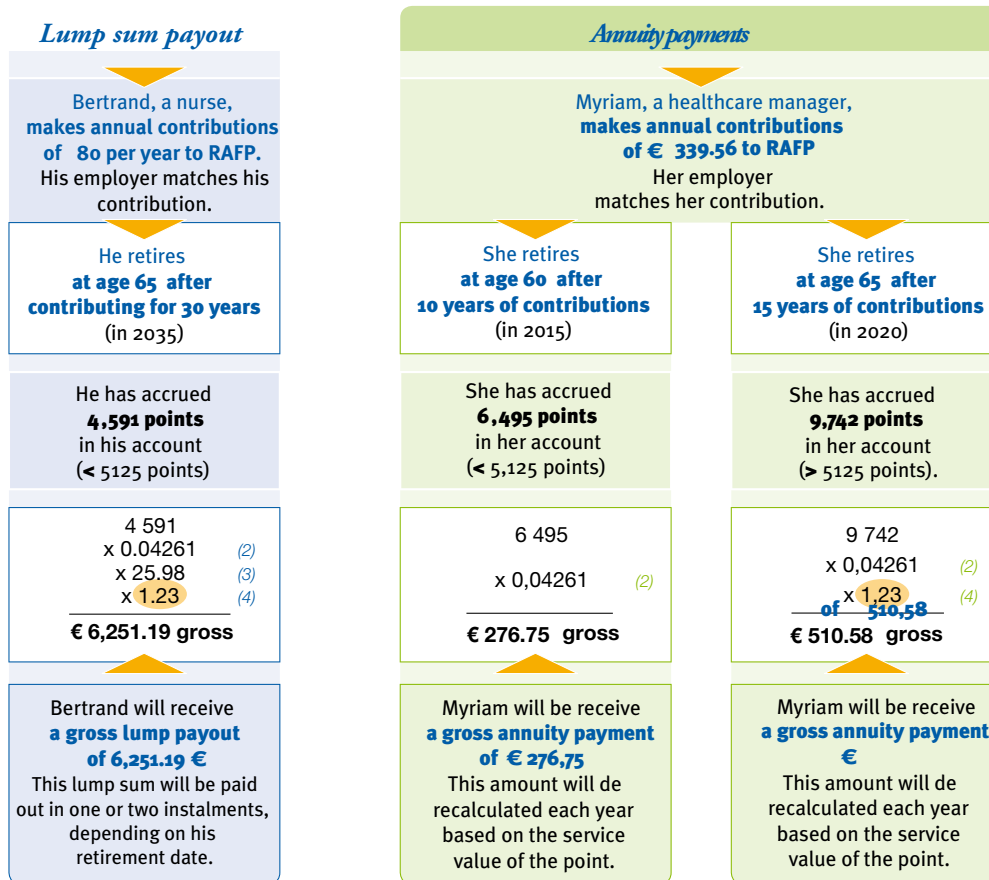 Lump sum payout
Bertrand, a nurse,
makes annual contributions
of 80 per year to RAFP.
His employer matches his
contribution.
He retires
at age 65 after
contributing for 30 years
(in 2035)
He has accrued
4,591 points
in his account
(< 5125 points)
4 591
x 0.04261 (2)
x 25.98 (3)
x 1.23 (4)
€ 6,251.19 gross
Bertrand will receive
a gross lump payout
of 6,251.19 €
This lump sum will be paid
out in one or two instalments,
depending on his
retirement date.
Annuity payments
Myriam, a healthcare manager,
makes annual contributions
of € 339.56 to RAFP
Her employer
matches her contribution.
She retires
at age 60 after
10 years of contributions
(in 2015)
She has accrued
6,495 points
in her account
(< 5,125 points)
6 495
x 0,04261 (2)
€ 276.75 gross
Myriam will be receive
a gross annuity payment
of € 276,75
This amount will de
recalculated each year
based on the service
value of the point.
She retires
at age 65 after
15 years of contributions
(in 2020)
She has accrued
9,742 points
in her account
(> 5125 points).
9 742
x 0,04261 (2)
x 1,23 (4)
of 510,58
€ 510.58 gross
Myriam will be receive
a gross annuity payment
€
This amount will de
recalculated each year
based on the service
value of the point.